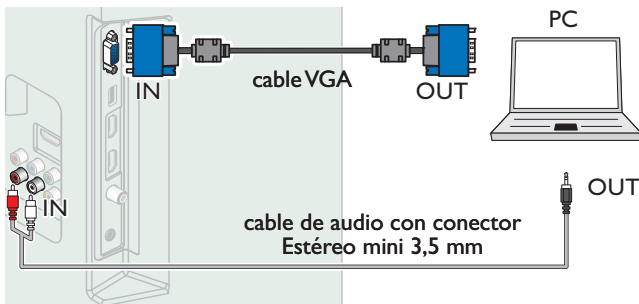 PC
IN
cable VGA
OUT
OUT
IN
cable de audio con conector
Estéreo mini 3,5 mm